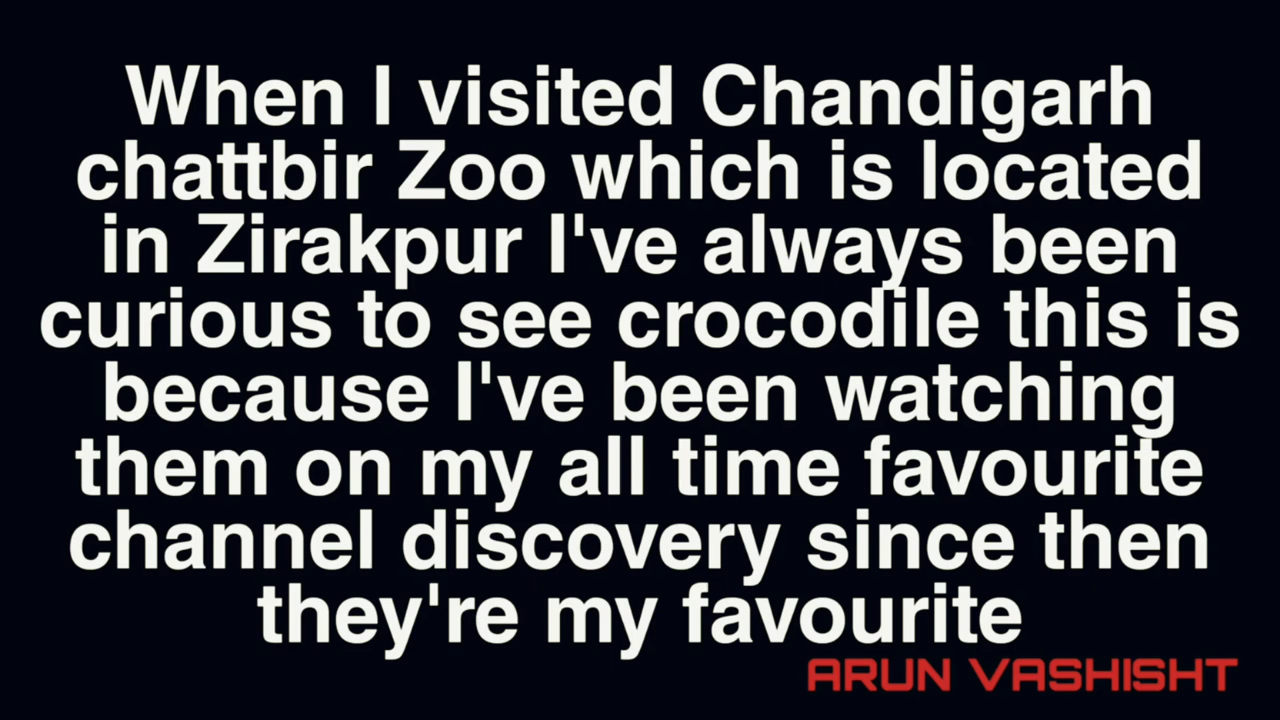 When I visited Chandigarh
chattbir Zoo which is located
in Zirakpur I've always been
curious to see crocodile this is
because I've been watching
them on my all time favourite
channel discovery since then
they're my favourite
ARUN VASHISHT